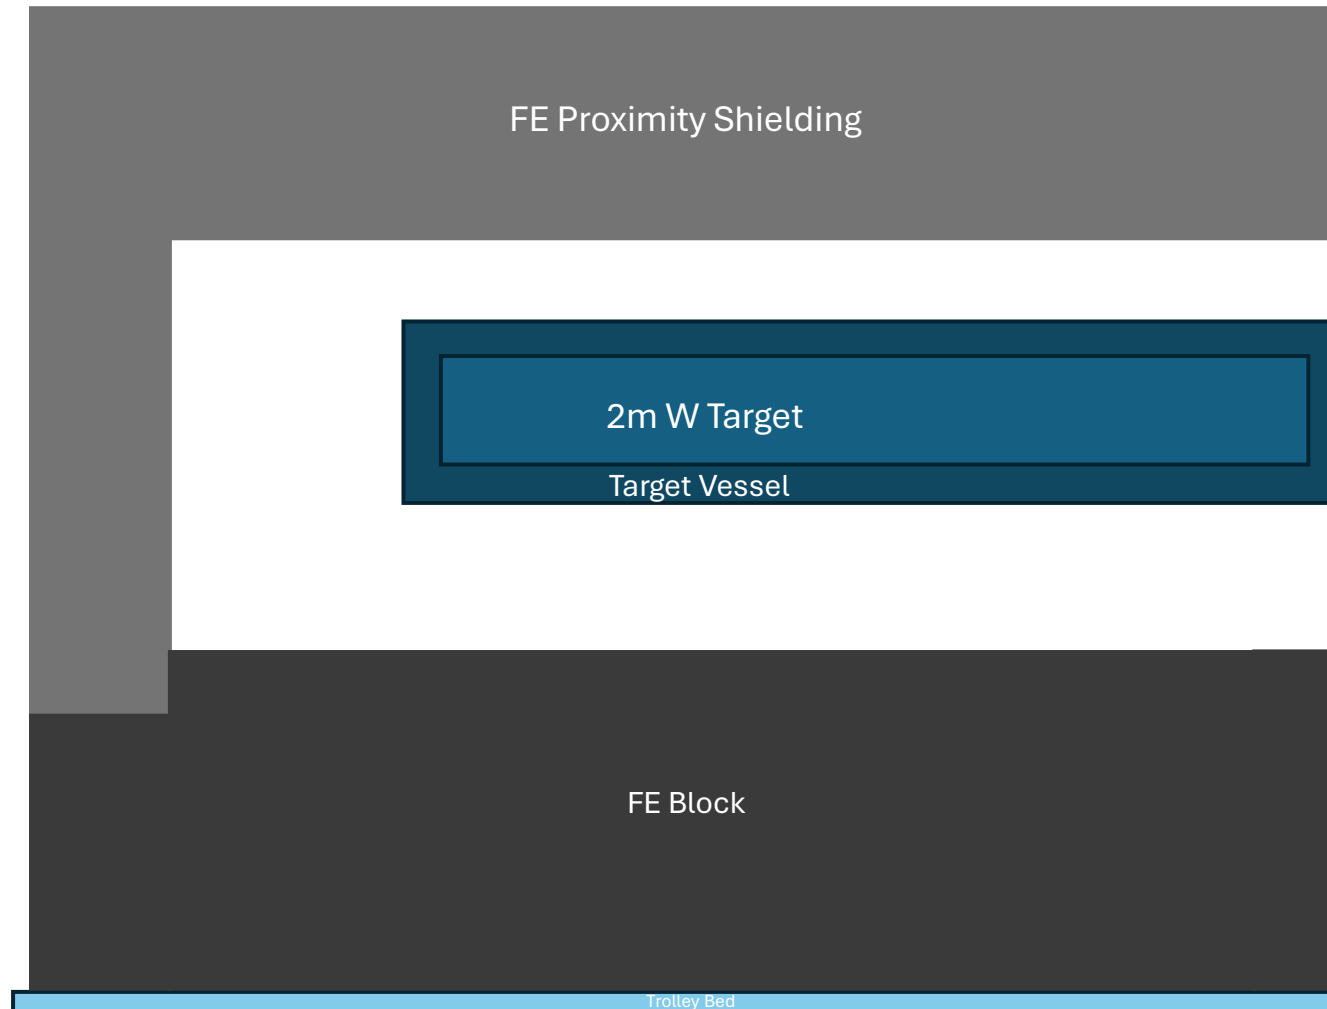 FE Proximity Shielding
2m W Target
Target Vessel
FE Block
Trolley Bed